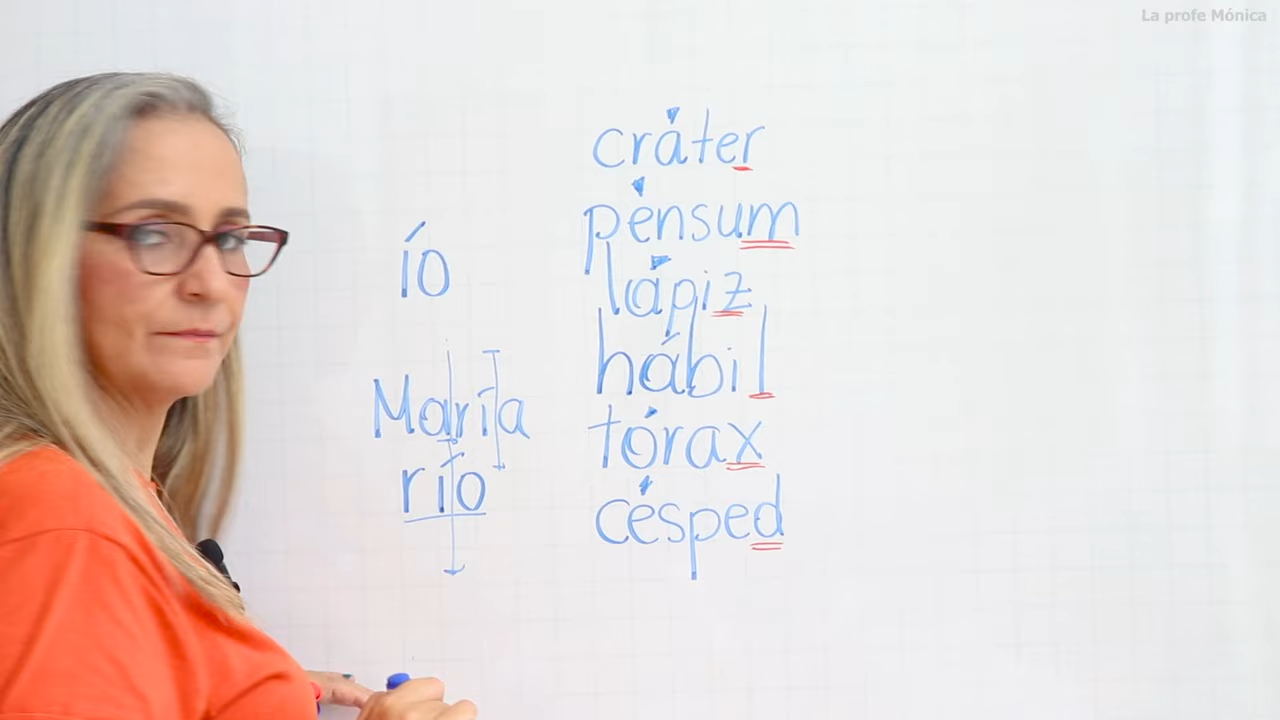 La profe Mónica
ío
María
río
cráter
pénsum
lápiz
hábil
tórax
césped